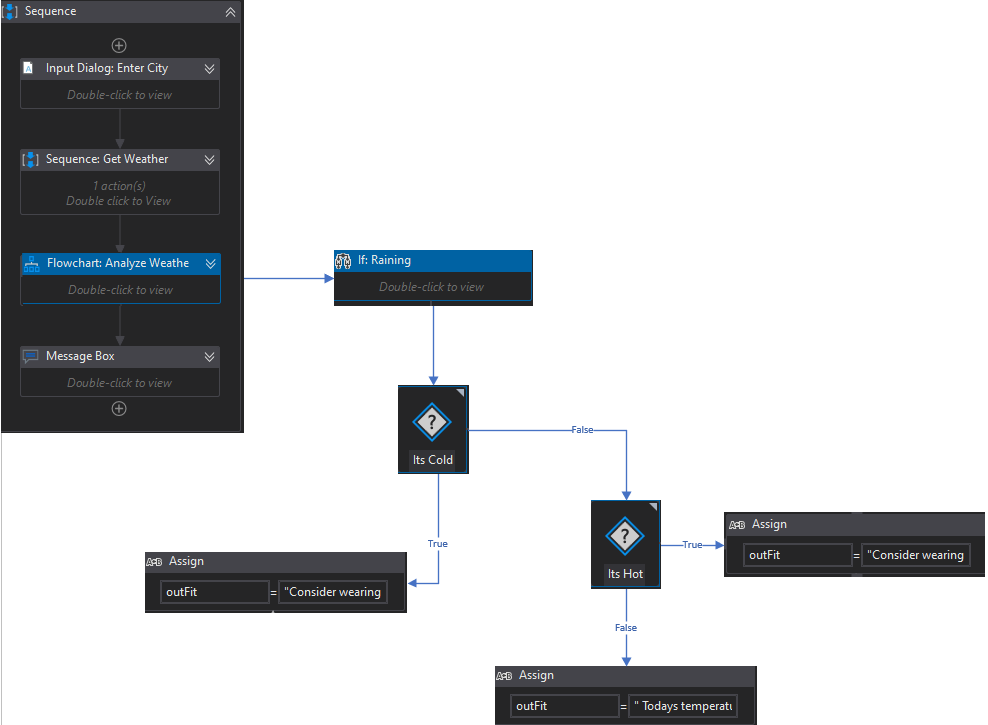 Sequence
Input Dialog: Enter City
Double-click to view
Sequence: Get Weather
1 action(s)
Double click to View
Flowchart: Analyze Weathe
Double-click to view
Message Box
Double-click to view
If: Raining
Double-click to view
?
Its Cold
False
True
?
Its Hot
True
False
A+B Assign
outFit = "Consider wearing
A+B Assign
outFit = "Consider wearing
A+B Assign
outFit = " Todays temperatu